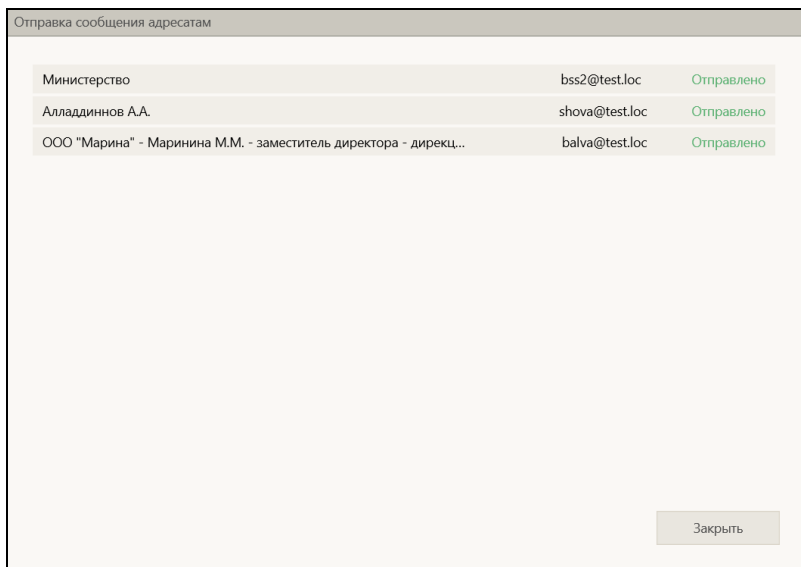 Отправка сообщения адресатам
Министерство bss2@test.loc Отправлено
Алладдиннов А.А. shova@test.loc Отправлено
ООО "Марина" - Маринина М.М. - заместитель директора - дирекц... balva@test.loc Отправлено
Закрыть